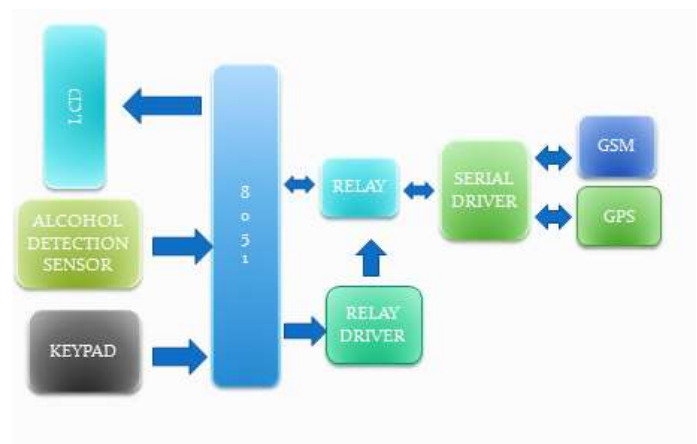 LCD
ALCOHOL
DETECTION
SENSOR
KEYPAD
8
0
5
1
RELAY
RELAY
DRIVER
SERIAL
DRIVER
GSM
GPS